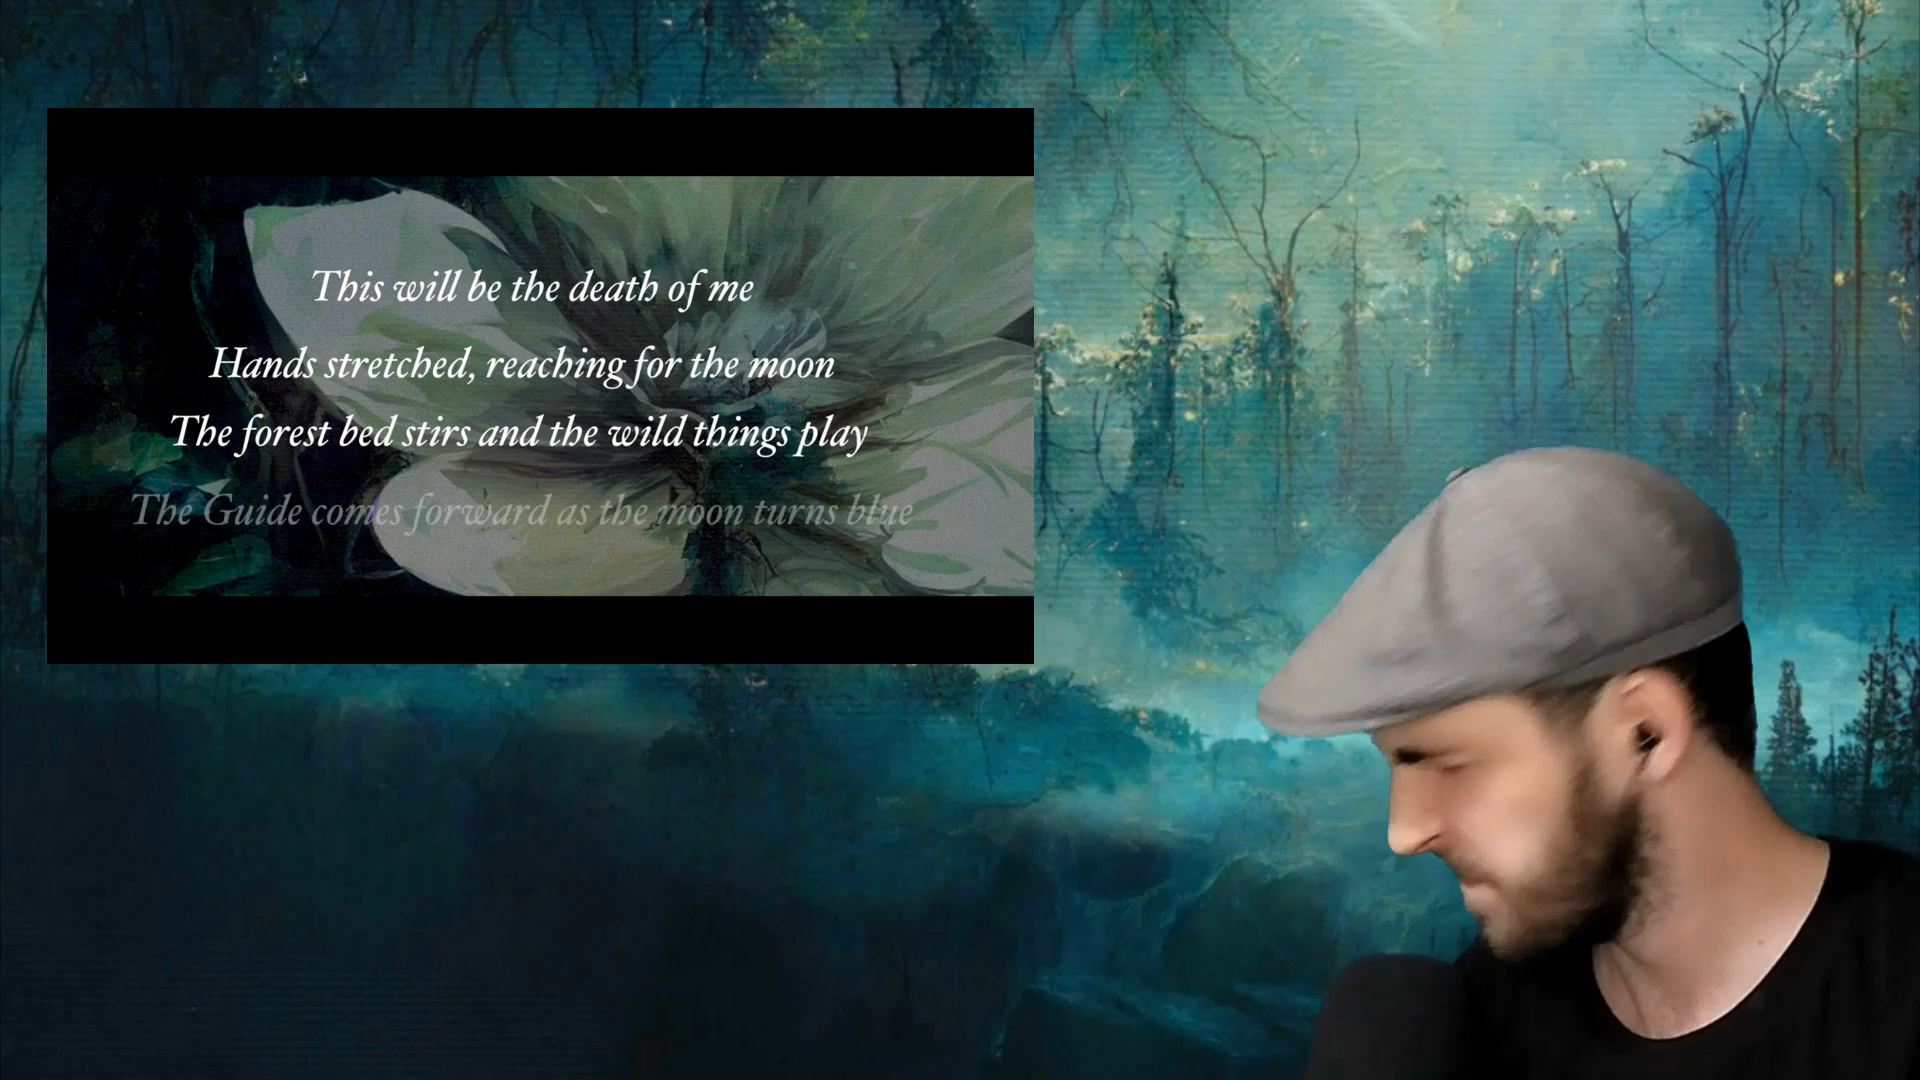 This will be the death of me
Hands stretched, reaching for the moon
The forest bed stirs and the wild things play
The Guide comes forward as the moon turns blue